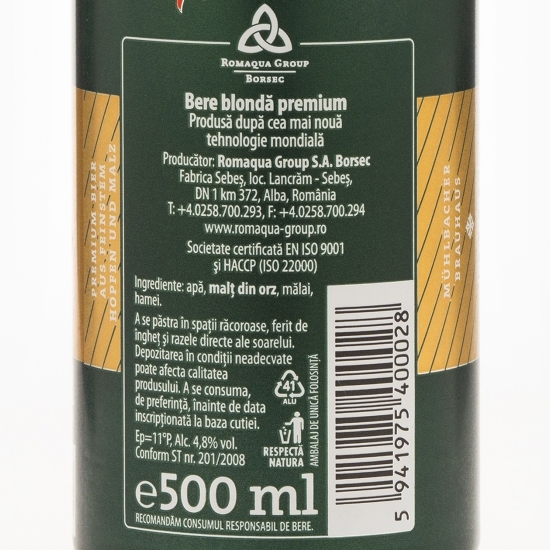 ROMAQUA GROUP
BORSEC
Bere blondă premium
Produsă după cea mai nouă
tehnologie mondială
Producător: Romaqua Group S.A. Borsec
Fabrica Sebeș, loc. Lancrăm - Sebeș,
DN 1 km 372, Alba, România
T: +4.0258.700.293, F: +4.0258.700.294
www.romaqua-group.ro
Societate certificată EN ISO 9001
și HACCP (ISO 22000)
Ingrediente: apă, malț din orz, mălai,
hamei.
A se păstra în spații răcoroase, ferit de
îngheț și razele directe ale soarelui.
Depozitarea în condiții neadecvate
poate afecta calitatea
produsului. A se consuma,
de preferință, înainte de data
inscripționată la baza cutiei.
Ep=11°P, Alc. 4,8% vol.
Conform ST nr. 201/2008
e500 ml
RECOMANDĂM CONSUMUL RESPONSABIL DE BERE.
41
ALU
RESPECTĂ
NATURA
AMBALAJ DE UNICĂ FOLOSINȚĂ
5 941975 400028
PREMIUM BIER
AUS FEINSTEM
HOPFEN UND MALZ
MÜHLBACHER
BRAUHAUS